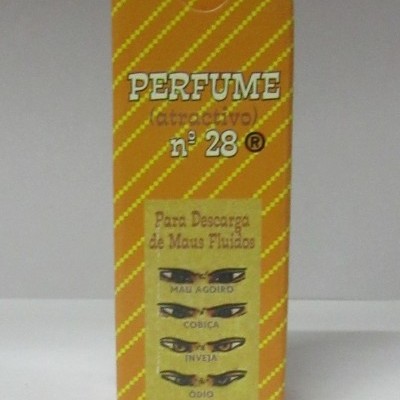 PERFUME
(atractivo)
nº 28 ®
Para Descarga
de Maus Fluidos
MAU AGOIRO
COBIÇA
INVEJA
ODIO